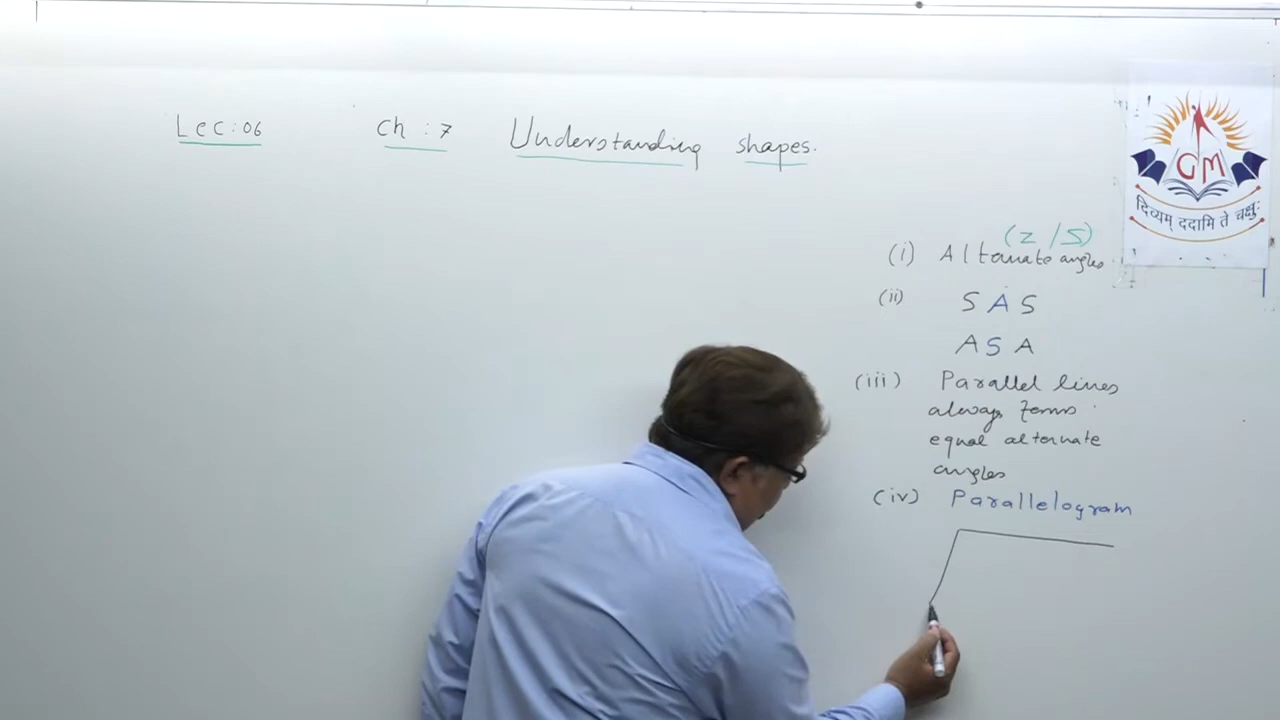 Lec:06 Ch : 7 Understanding shapes.
GM
दिव्यम् ददामि ते चक्षुः
(Z / S)
(i) Alternate angles
(ii) SAS
ASA
(iii) Parallel lines
always forms
equal alternate
angles
(iv) Parallelogram